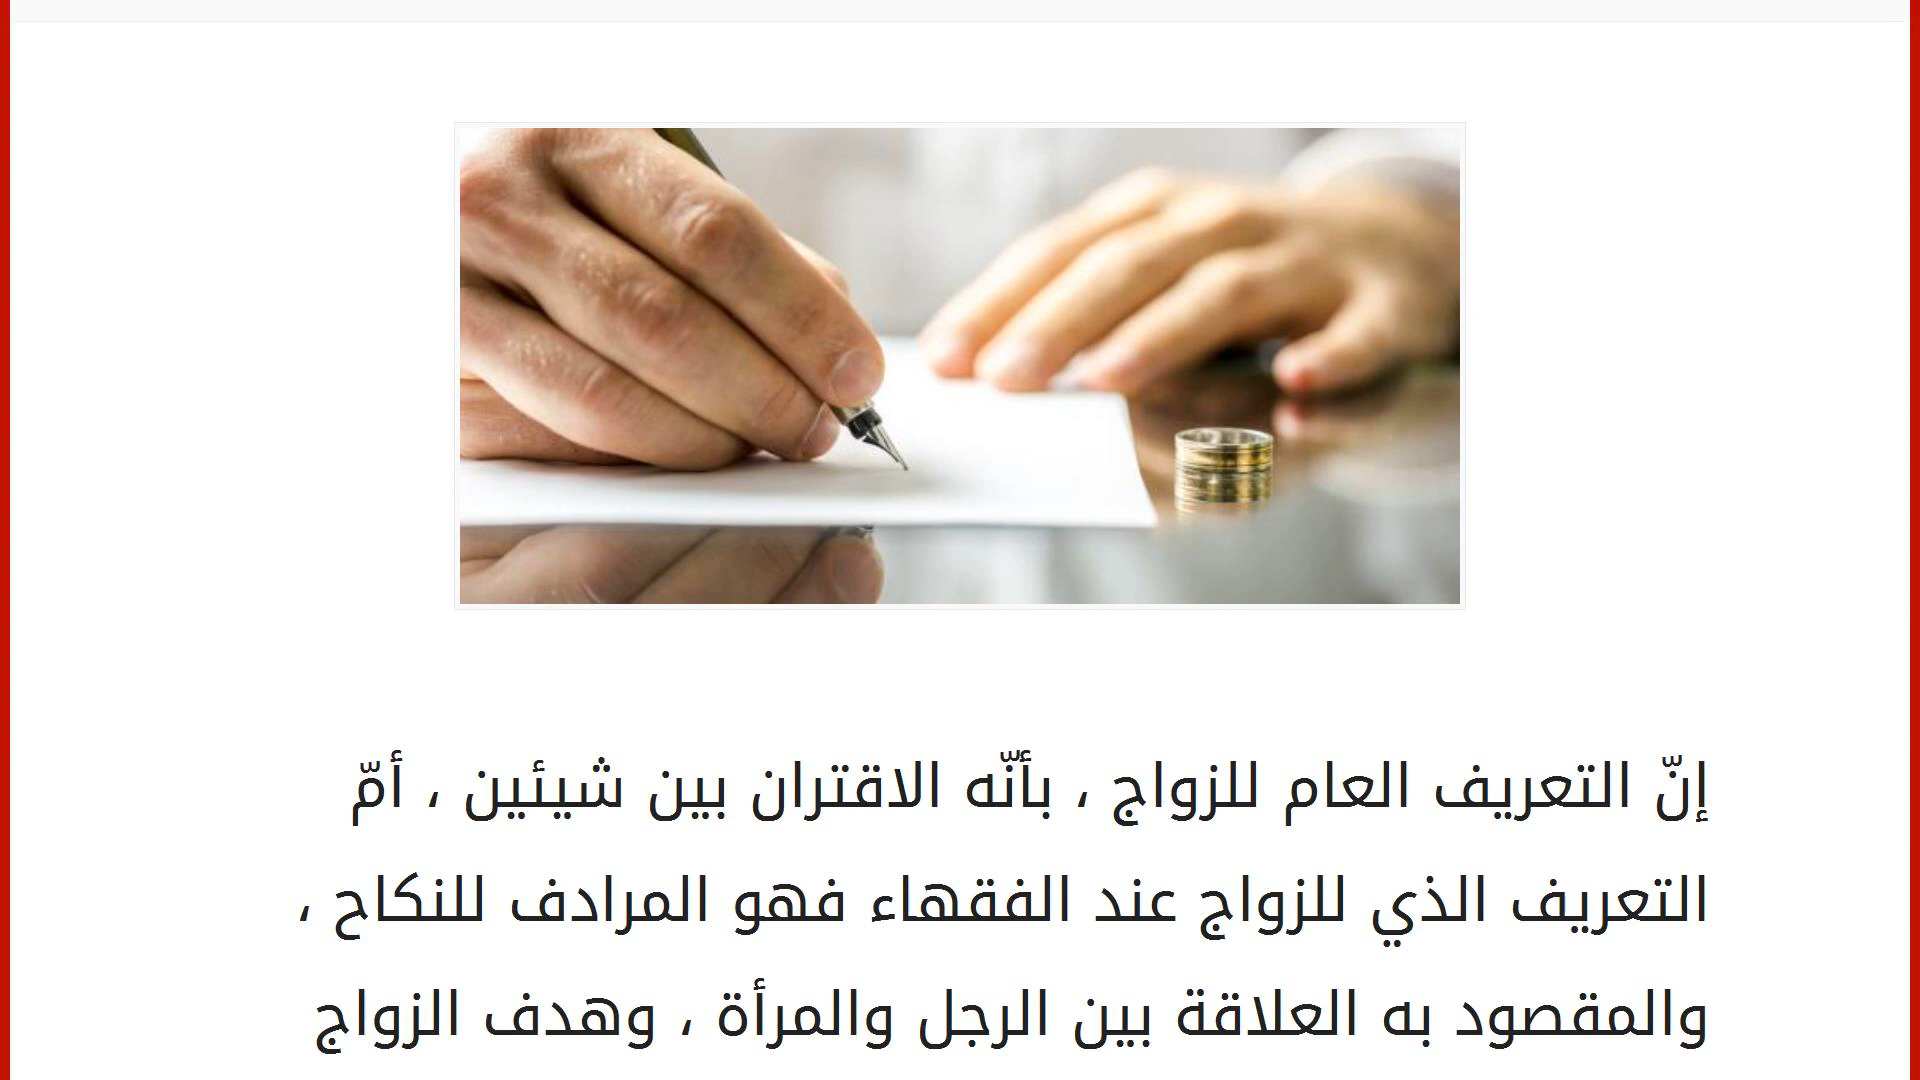 إنّ التعريف العام للزواج ، بأنّه الاقتران بين شيئين ، أمّ
التعريف الذي للزواج عند الفقهاء فهو المرادف للنكاح ،
والمقصود به العلاقة بين الرجل والمرأة ، وهدف الزواج